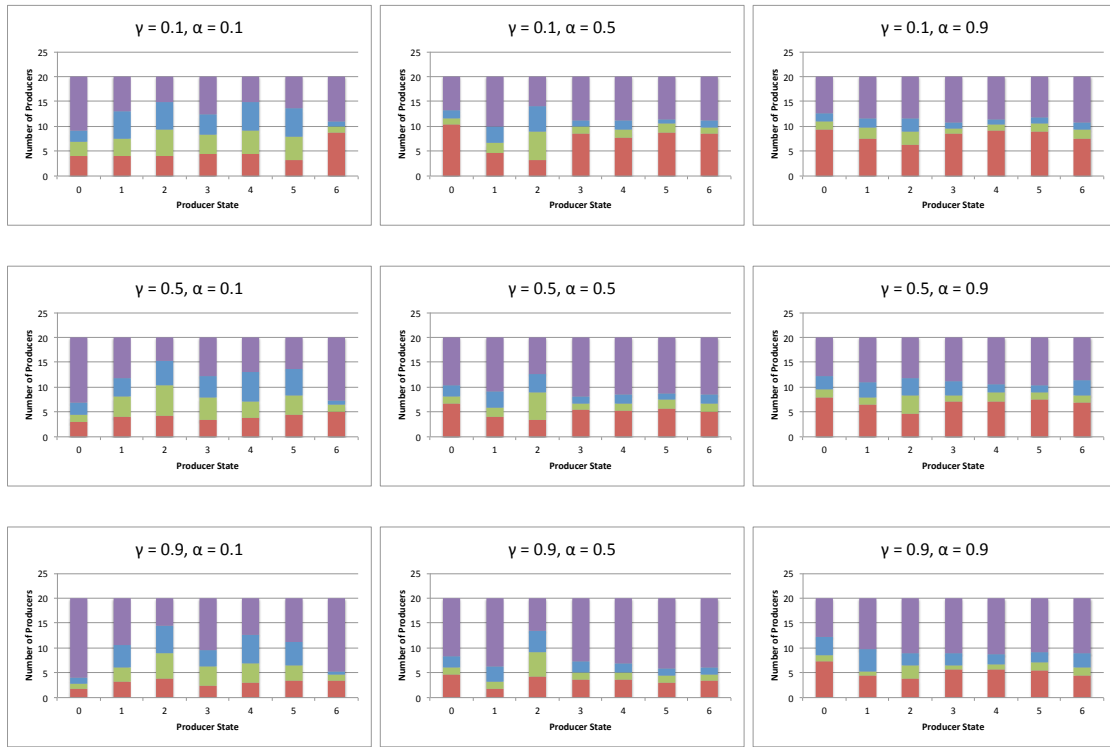 γ = 0.1, α = 0.1
25
20
15
10
5
0
Number of Producers
0 1 2 3 4 5 6
Producer State
γ = 0.1, α = 0.5
25
20
15
10
5
0
Number of Producers
0 1 2 3 4 5 6
Producer State
γ = 0.1, α = 0.9
25
20
15
10
5
0
Number of Producers
0 1 2 3 4 5 6
Producer State
γ = 0.5, α = 0.1
25
20
15
10
5
0
Number of Producers
0 1 2 3 4 5 6
Producer State
γ = 0.5, α = 0.5
25
20
15
10
5
0
Number of Producers
0 1 2 3 4 5 6
Producer State
γ = 0.5, α = 0.9
25
20
15
10
5
0
Number of Producers
0 1 2 3 4 5 6
Producer State
γ = 0.9, α = 0.1
25
20
15
10
5
0
Number of Producers
0 1 2 3 4 5 6
Producer State
γ = 0.9, α = 0.5
25
20
15
10
5
0
Number of Producers
0 1 2 3 4 5 6
Producer State
γ = 0.9, α = 0.9
25
20
15
10
5
0
Number of Producers
0 1 2 3 4 5 6
Producer State